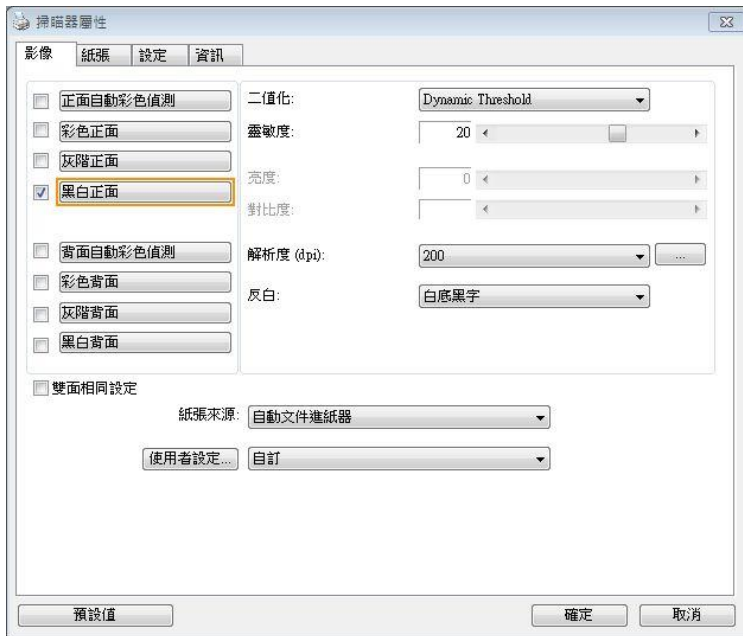 掃瞄器屬性
影像 紙張 設定 資訊
正面自動彩色偵測
彩色正面
灰階正面
黑白正面
背面自動彩色偵測
彩色背面
灰階背面
黑白背面
二值化: Dynamic Threshold
靈敏度: 20
亮度: 0
對比度:
解析度 (dpi): 200 ...
反白: 白底黑字
雙面相同設定
紙張來源: 自動文件進紙器
使用者設定... 自訂
預設值 確定 取消